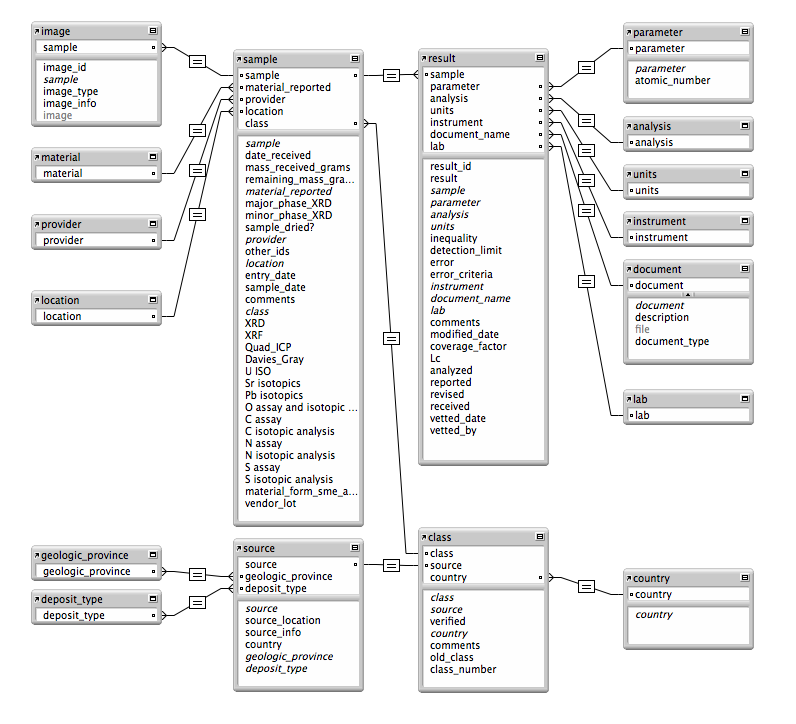 image
sample
image_id
sample
image_type
image_info
image
material
material
provider
provider
location
location
sample
sample
material_reported
provider
location
class
sample
date_received
mass_received_grams
remaining_mass_gra...
material_reported
major_phase_XRD
minor_phase_XRD
sample_dried?
provider
other_ids
location
entry_date
sample_date
comments
class
XRD
XRF
Quad_ICP
Davies_Gray
U ISO
Sr isotopics
Pb isotopics
O assay and isotopic ...
C assay
C isotopic analysis
N assay
N isotopic analysis
S assay
S isotopic analysis
material_form_sme_a...
vendor_lot
result
sample
parameter
analysis
units
instrument
document_name
lab
result_id
result
sample
parameter
analysis
units
inequality
detection_limit
error
error_criteria
instrument
document_name
lab
comments
modified_date
coverage_factor
Lc
analyzed
reported
revised
received
vetted_date
vetted_by
parameter
parameter
parameter
atomic_number
analysis
analysis
units
units
instrument
instrument
document
document
document
description
file
document_type
lab
lab
geologic_province
geologic_province
deposit_type
deposit_type
source
source
geologic_province
deposit_type
source
source_location
source_info
country
geologic_province
deposit_type
class
class
source
country
class
source
verified
country
comments
old_class
class_number
country
country
country